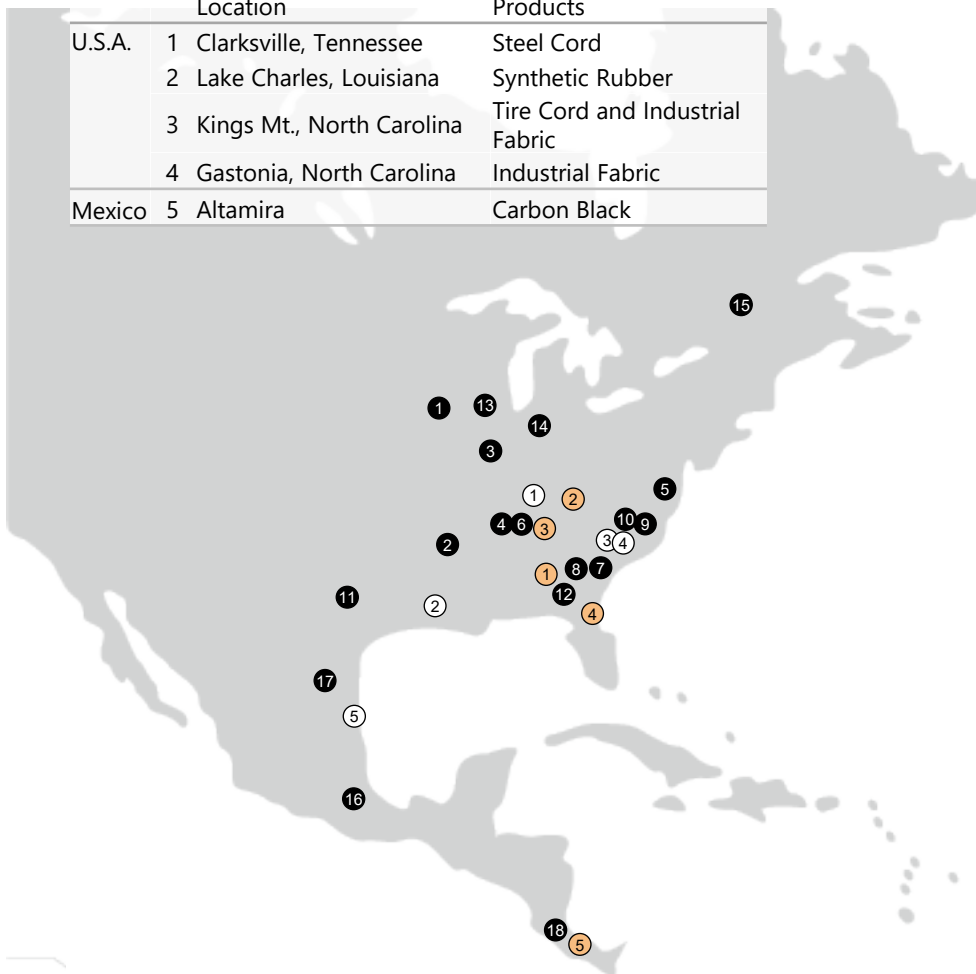 Location Products
U.S.A. 1 Clarksville, Tennessee Steel Cord
2 Lake Charles, Louisiana Synthetic Rubber
3 Kings Mt., North Carolina Tire Cord and Industrial
Fabric
4 Gastonia, North Carolina Industrial Fabric
Mexico 5 Altamira Carbon Black
15
1 13
14
3
1 2 5
4 6 3 10 9
2 3 4
1 8 7
11 2 12 4
17
5
16
18 5